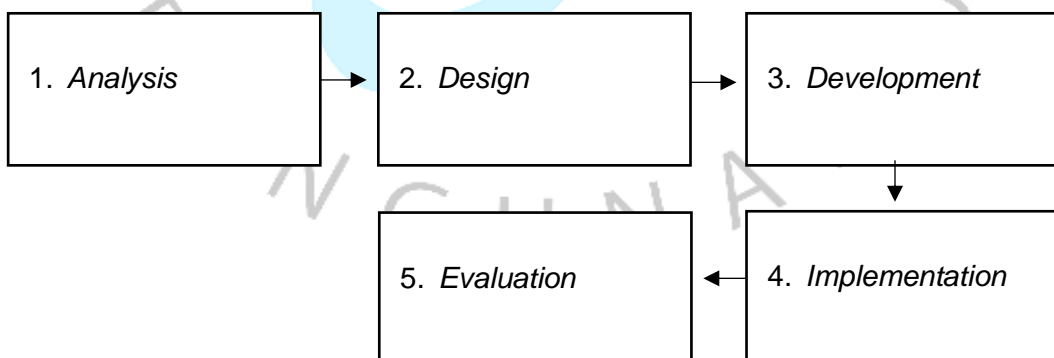 1. Analysis
2. Design
3. Development
4. Implementation
5. Evaluation